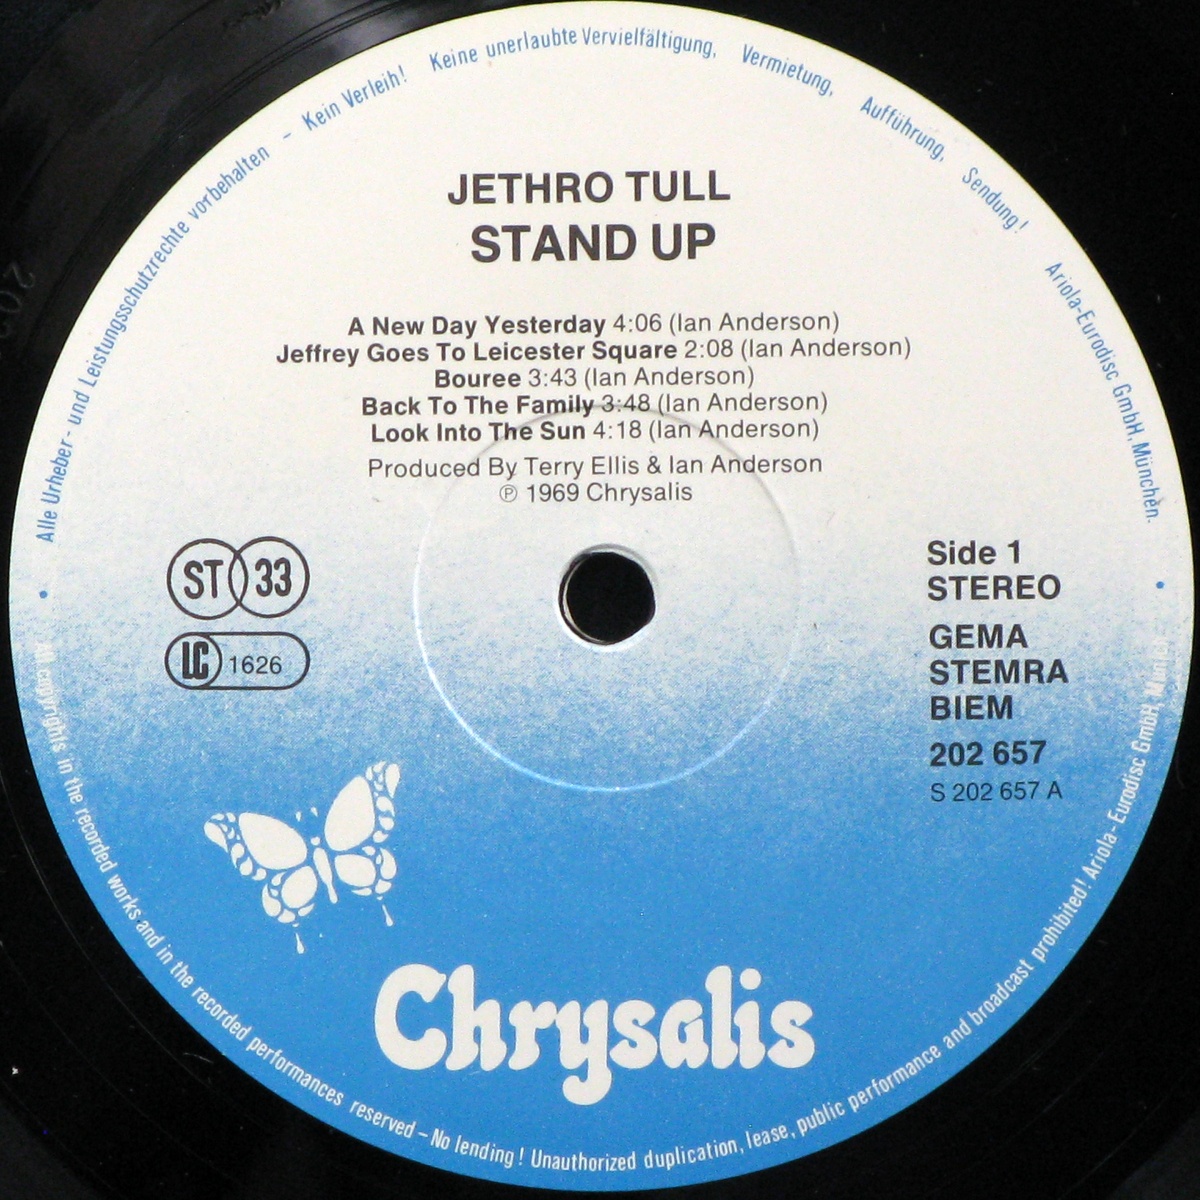 Alle Urheber- und Leistungsschutzrechte vorbehalten – Kein Verleih! Keine unerlaubte Vervielfältigung, Vermietung, Aufführung, Sendung! Ariola-Eurodisc GmbH, München.
JETHRO TULL
STAND UP
A New Day Yesterday 4:06 (Ian Anderson)
Jeffrey Goes To Leicester Square 2:08 (Ian Anderson)
Bouree 3:43 (Ian Anderson)
Back To The Family 3:48 (Ian Anderson)
Look Into The Sun 4:18 (Ian Anderson)
Produced By Terry Ellis & Ian Anderson
℗ 1969 Chrysalis
ST 33
LC 1626
Side 1
STEREO
GEMA
STEMRA
BIEM
202 657
S 202 657 A
Chrysalis
All copyrights in the recorded works and in the recorded performances reserved – No lending! Unauthorized duplication, lease, public performance and broadcast prohibited! Ariola-Eurodisc GmbH, Munich